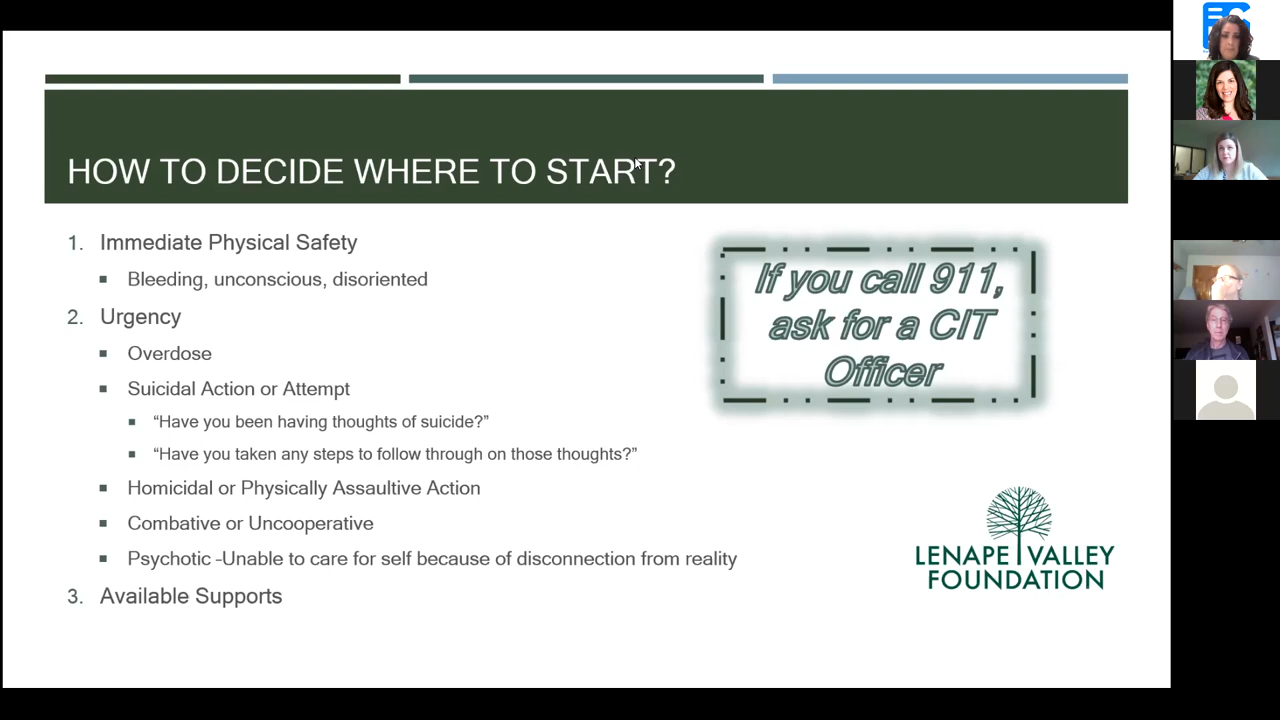 HOW TO DECIDE WHERE TO START?
1. Immediate Physical Safety
▪ Bleeding, unconscious, disoriented
2. Urgency
▪ Overdose
▪ Suicidal Action or Attempt
▪ “Have you been having thoughts of suicide?”
▪ “Have you taken any steps to follow through on those thoughts?”
▪ Homicidal or Physically Assaultive Action
▪ Combative or Uncooperative
▪ Psychotic -Unable to care for self because of disconnection from reality
3. Available Supports
If you call 911,
ask for a CIT
Officer
LENAPE VALLEY
FOUNDATION